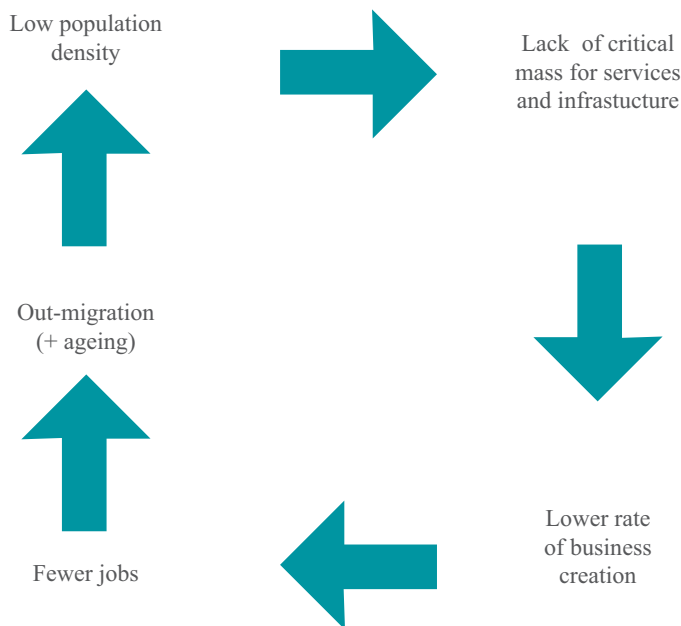 Low population
density
Lack of critical
mass for services
and infrastucture
Out-migration
(+ ageing)
Lower rate
of business
creation
Fewer jobs